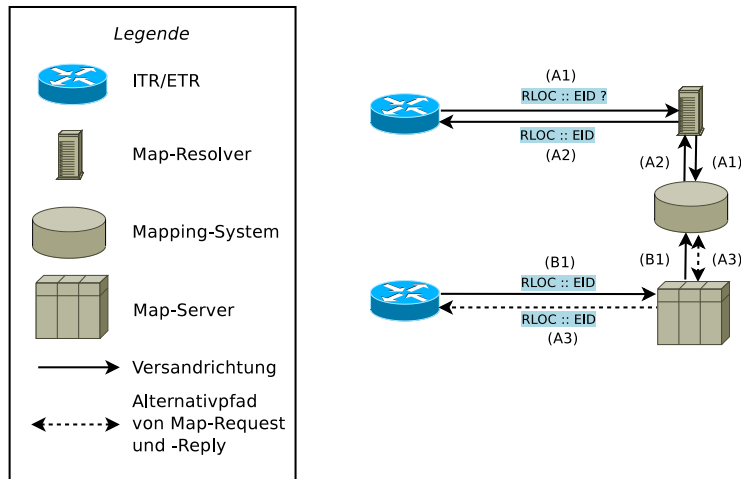 Legende
ITR/ETR
Map-Resolver
Mapping-System
Map-Server
Versandrichtung
Alternativpfad
von Map-Request
und -Reply
(A1)
RLOC :: EID ?
RLOC :: EID
(A2)
(A2)
(A1)
(B1)
(A3)
(B1)
RLOC :: EID
RLOC :: EID
(A3)